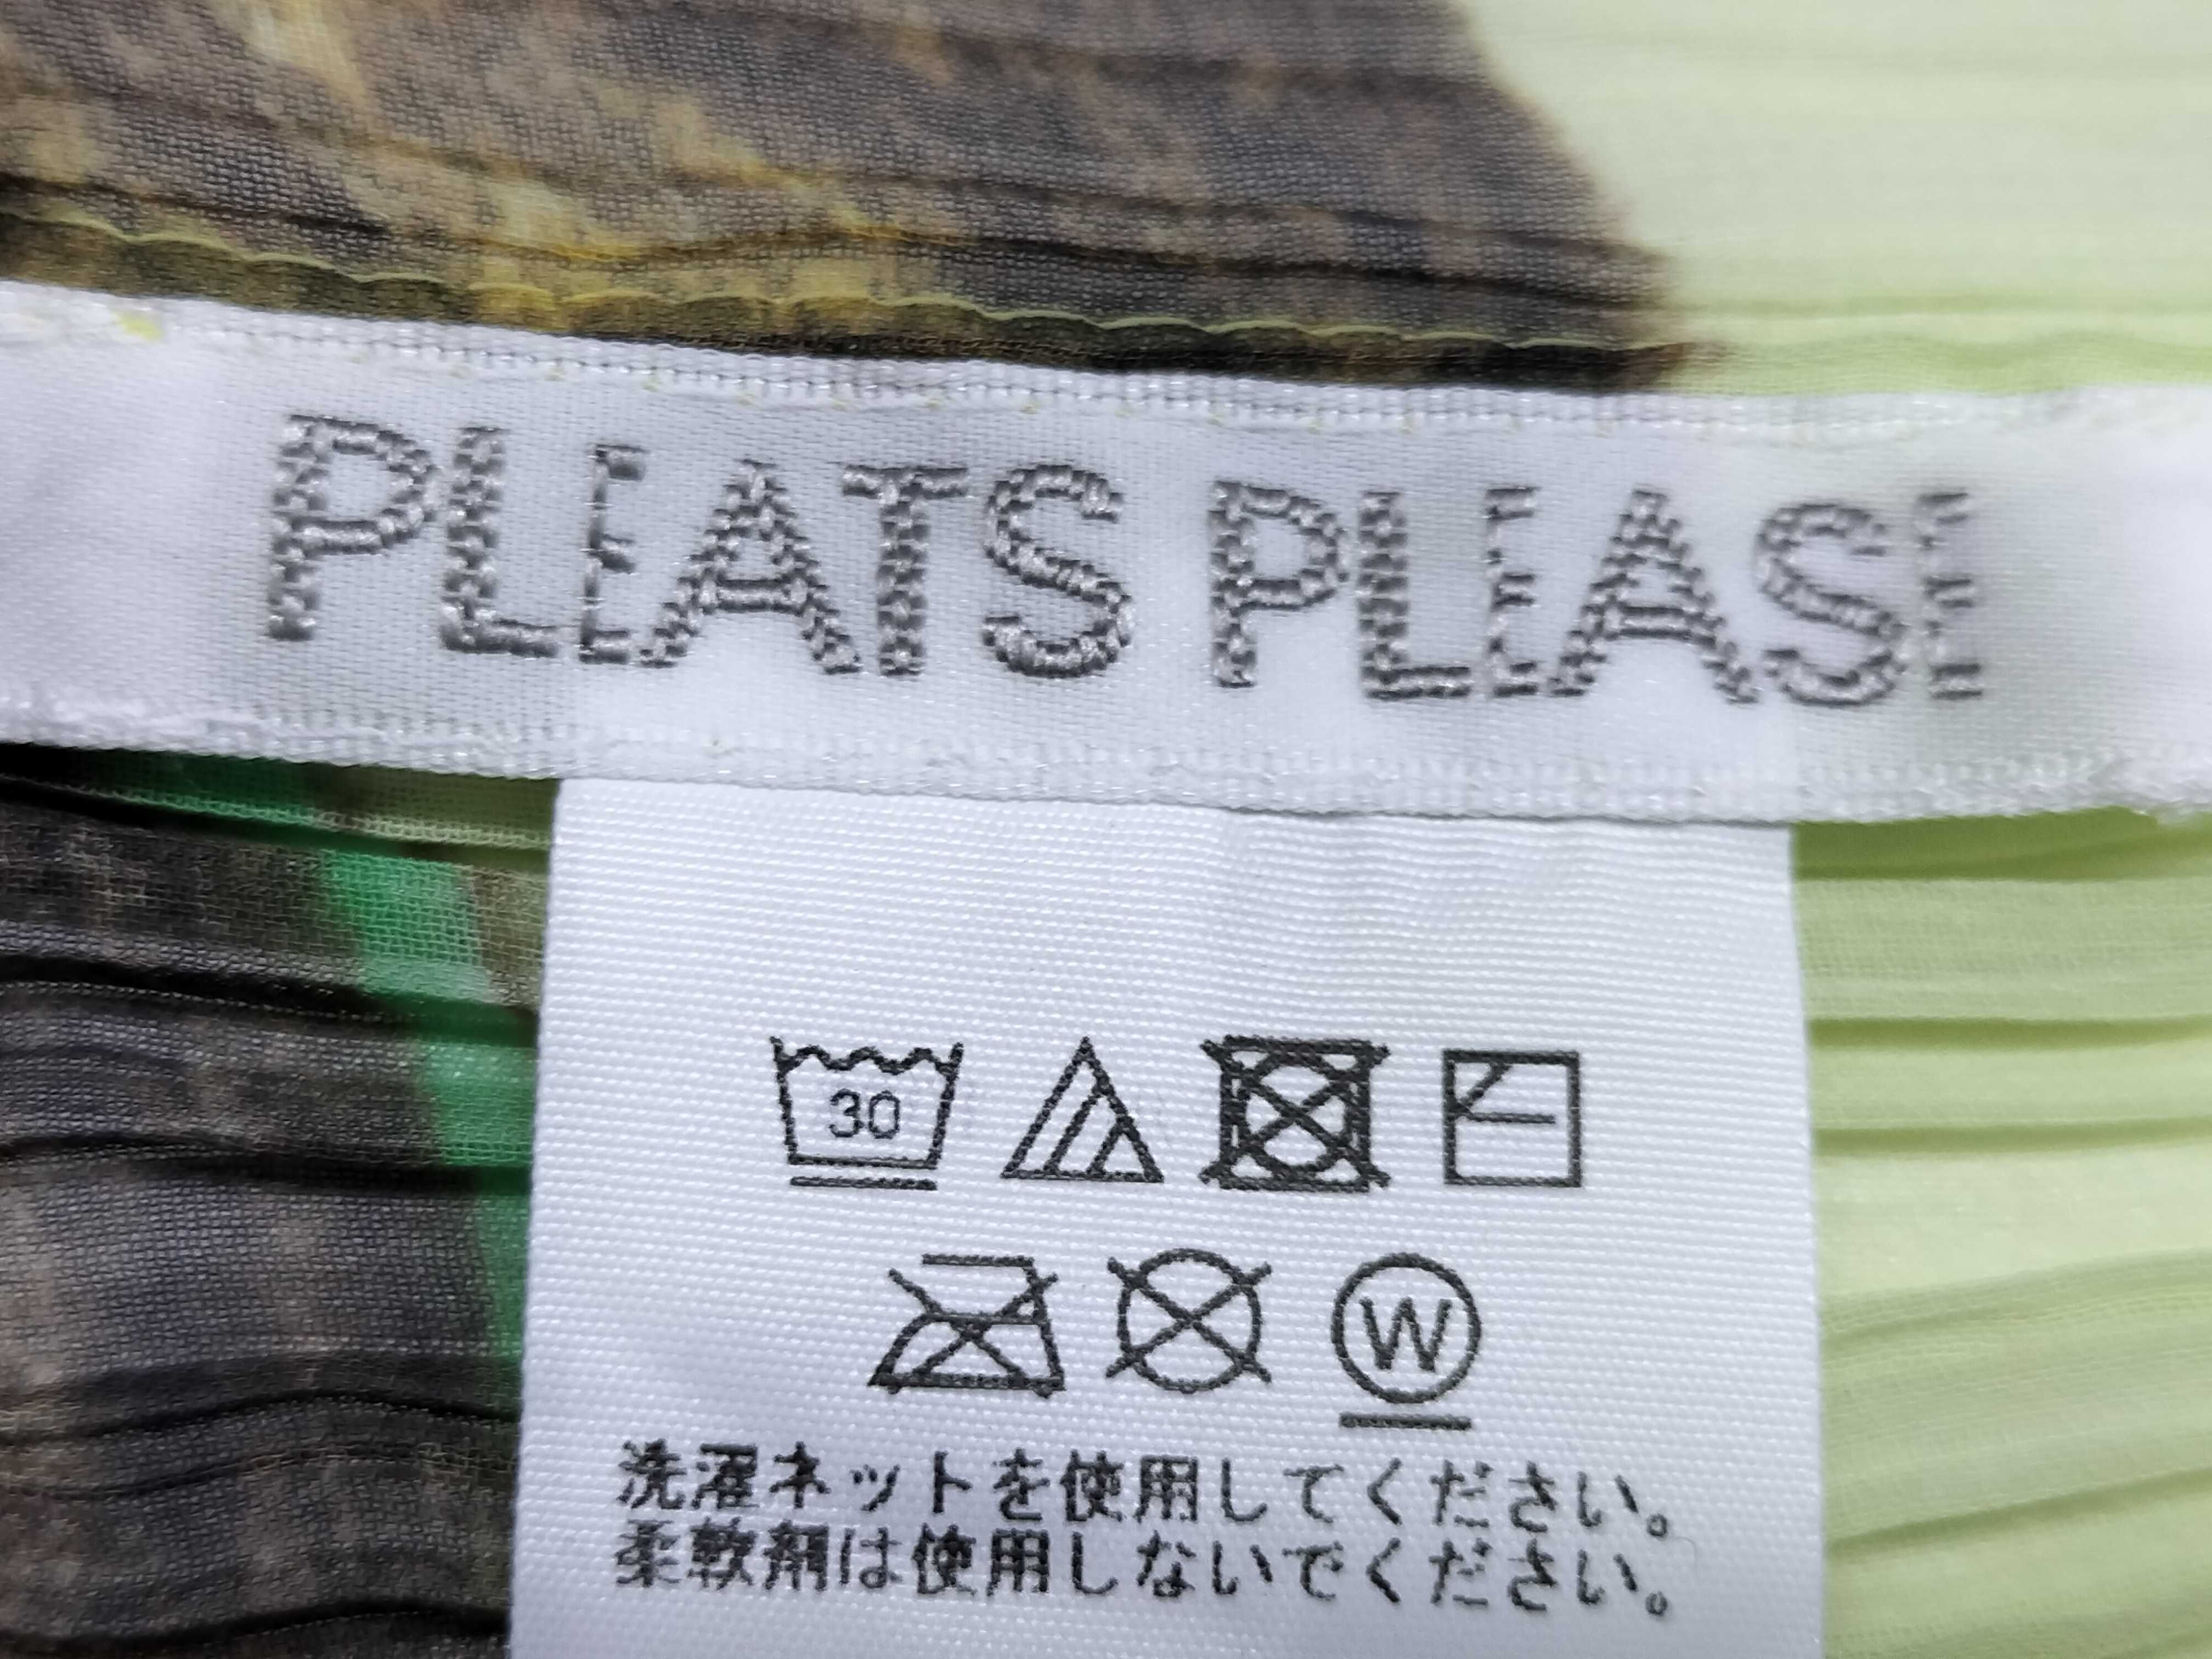 PLEATS PLEASE
30
W
洗濯ネットを使用してください。
柔軟剤は使用しないでください。